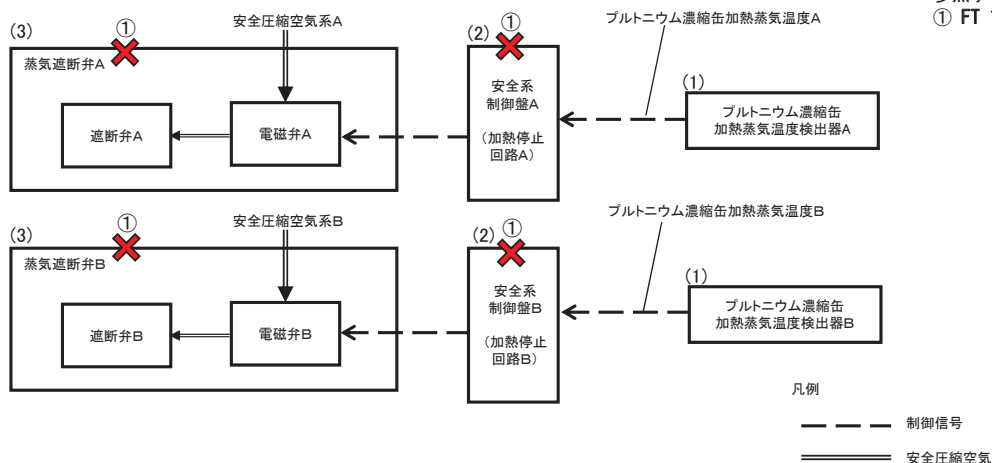 ① FT
プルトニウム濃縮缶加熱蒸気温度A
安全圧縮空気系A
(3)
①
(2)
①
蒸気遮断弁A
遮断弁A
電磁弁A
安全系
制御盤A
(加熱停止
回路A)
(1)
プルトニウム濃縮缶
加熱蒸気温度検出器A
プルトニウム濃縮缶加熱蒸気温度B
安全圧縮空気系B
(3)
①
(2)
①
蒸気遮断弁B
遮断弁B
電磁弁B
安全系
制御盤B
(加熱停止
回路B)
(1)
プルトニウム濃縮缶
加熱蒸気温度検出器B
凡例
制御信号
安全圧縮空気